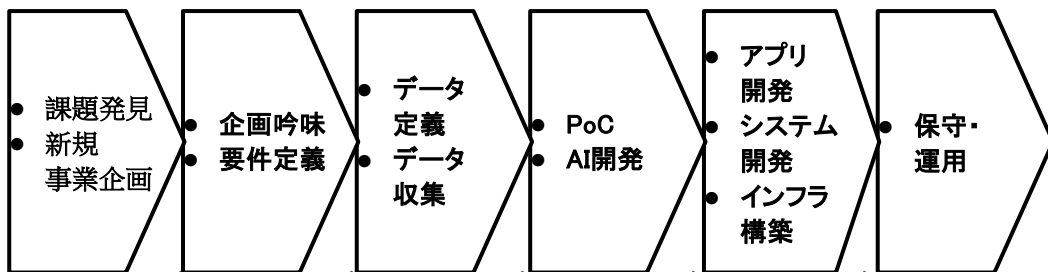 ● 課題発見
● 新規
事業企画
● 企画吟味
● 要件定義
● データ
定義
● データ
収集
● PoC
● AI開発
● アプリ
開発
● システム
開発
● インフラ
構築
● 保守・
運用